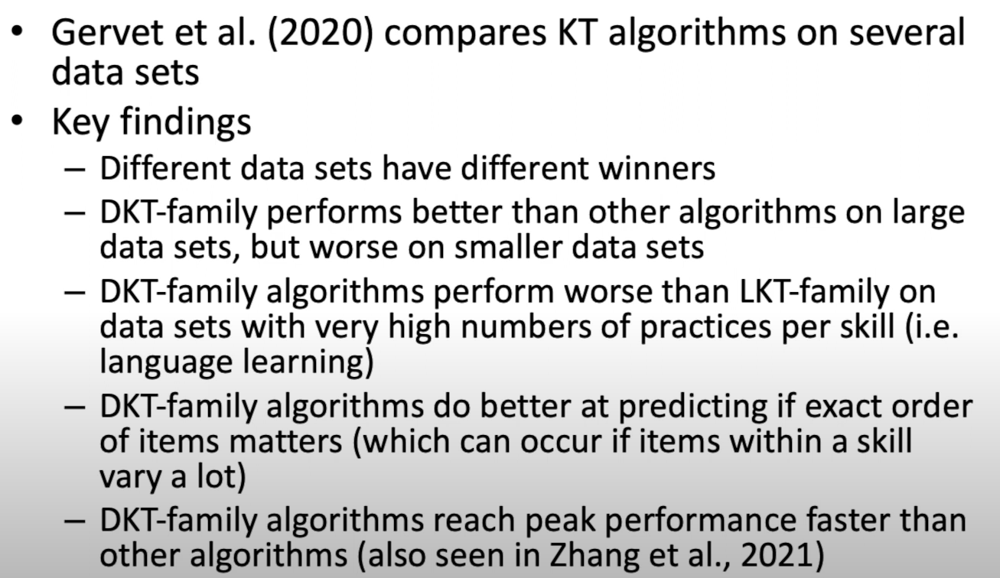 • Gervet et al. (2020) compares KT algorithms on several
data sets
• Key findings
– Different data sets have different winners
– DKT-family performs better than other algorithms on large
data sets, but worse on smaller data sets
– DKT-family algorithms perform worse than LKT-family on
data sets with very high numbers of practices per skill (i.e.
language learning)
– DKT-family algorithms do better at predicting if exact order
of items matters (which can occur if items within a skill
vary a lot)
– DKT-family algorithms reach peak performance faster than
other algorithms (also seen in Zhang et al., 2021)